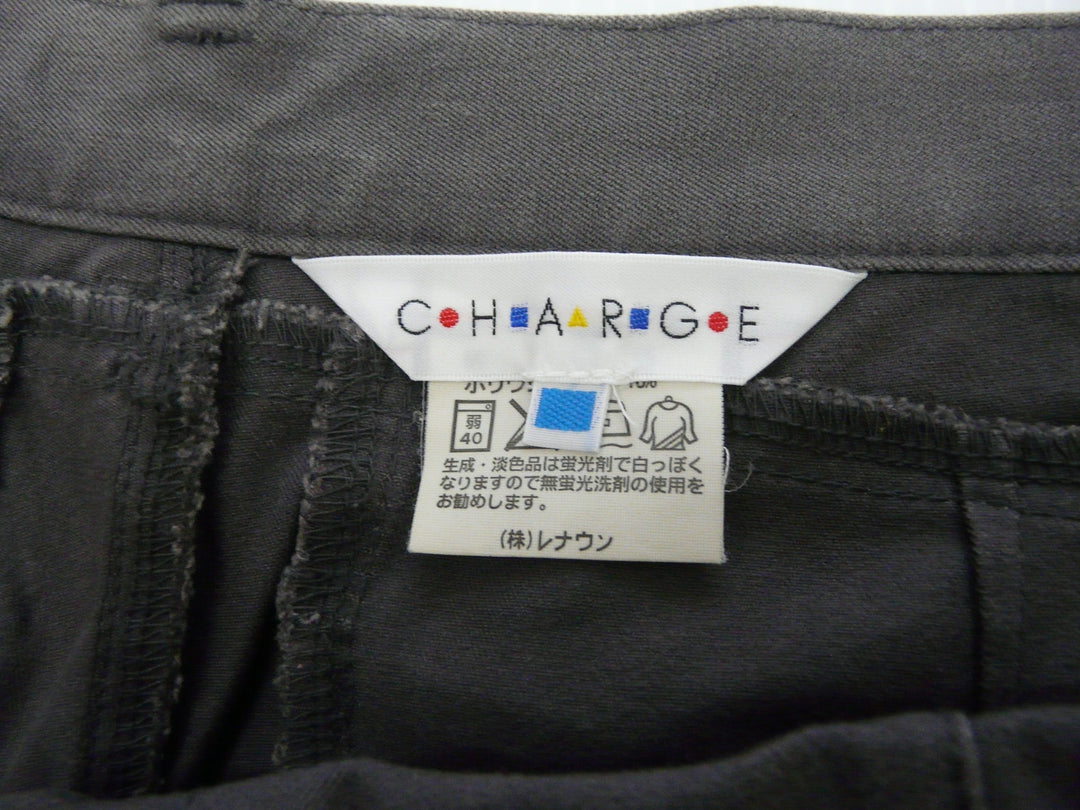 CHARGE
弱
40
生成・淡色品は蛍光剤で白っぽく
なりますので無蛍光洗剤の使用を
お勧めします。
(株)レナウン